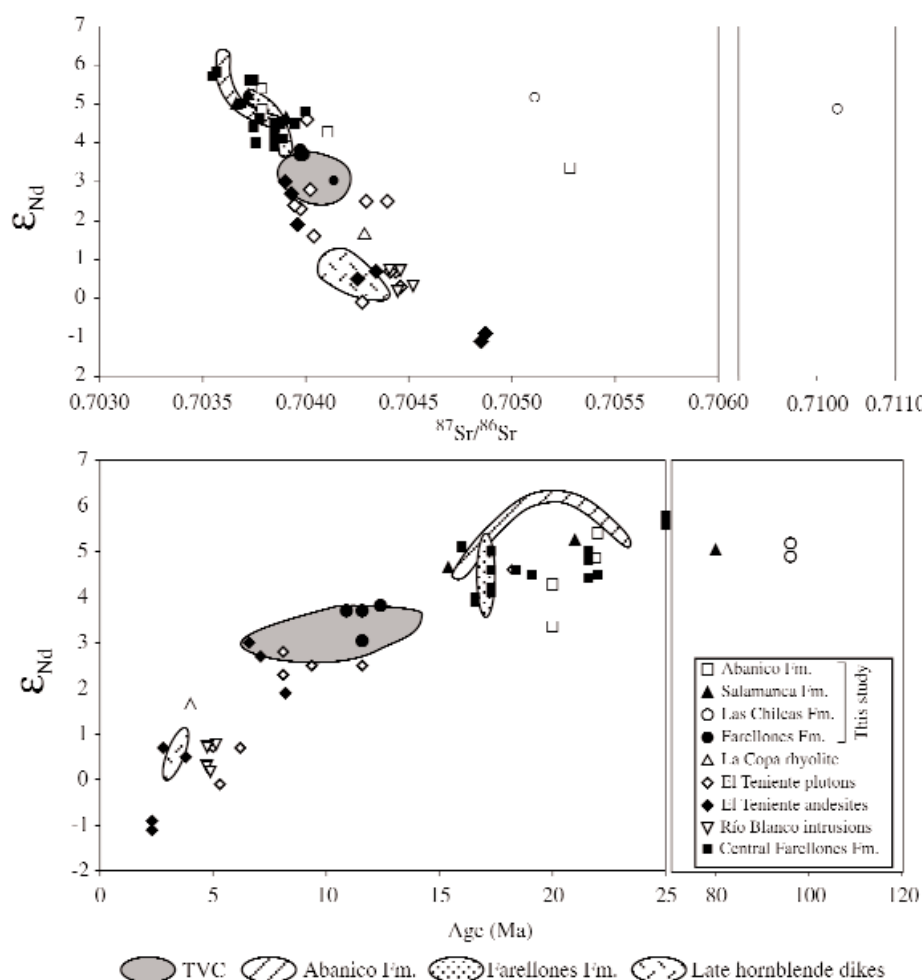 7
6
5
4
3
2
1
0
-1
2
εNd
0.7030 0.7035 0.7040 0.7045 0.7050 0.7055 0.7060 0.7100 0.7110
87Sr/86Sr
7
6
5
4
3
2
1
0
-1
-2
εNd
0 5 10 15 20 25 80 100 120
Age (Ma)
Abanico Fm.
Salamanca Fm.
Las Chilcas Fm.
Farellones Fm.
This study
La Copa rhyolite
El Teniente plutons
El Teniente andesites
Río Blanco intrusions
Central Farellones Fm.
TVC Abanico Fm. Farellones Fm. Late hornblende dikes